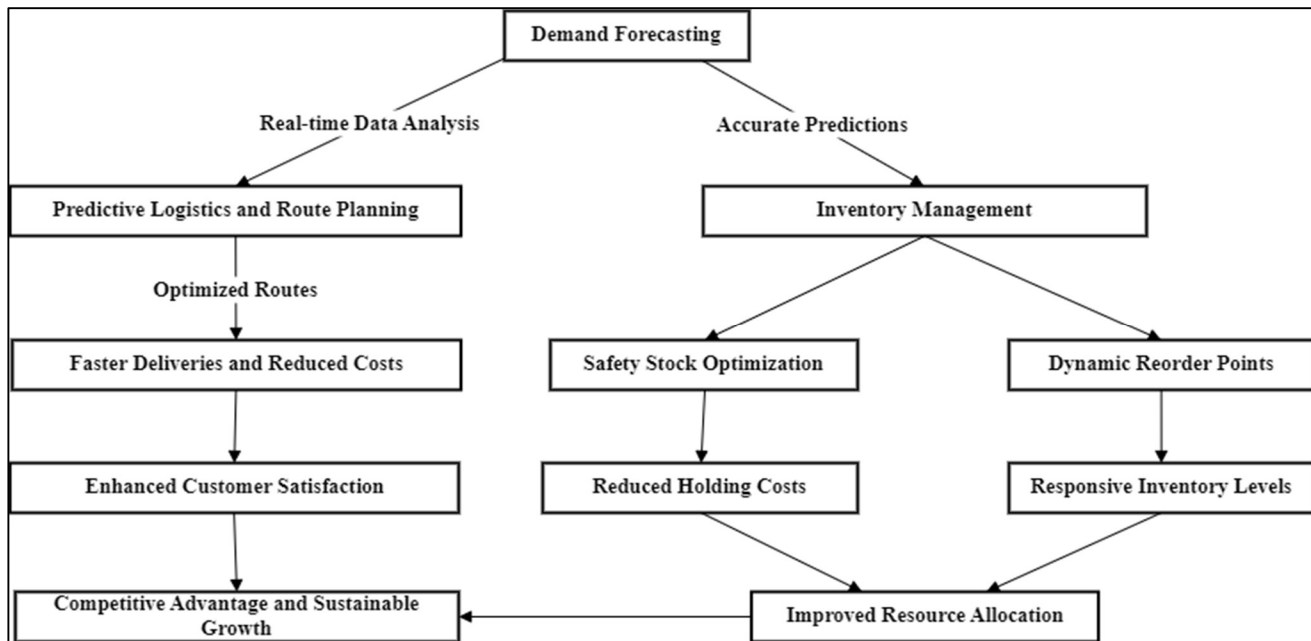 Demand Forecasting
Real-time Data Analysis
Accurate Predictions
Predictive Logistics and Route Planning
Inventory Management
Optimized Routes
Faster Deliveries and Reduced Costs
Safety Stock Optimization
Dynamic Reorder Points
Enhanced Customer Satisfaction
Reduced Holding Costs
Responsive Inventory Levels
Competitive Advantage and Sustainable
Growth
Improved Resource Allocation